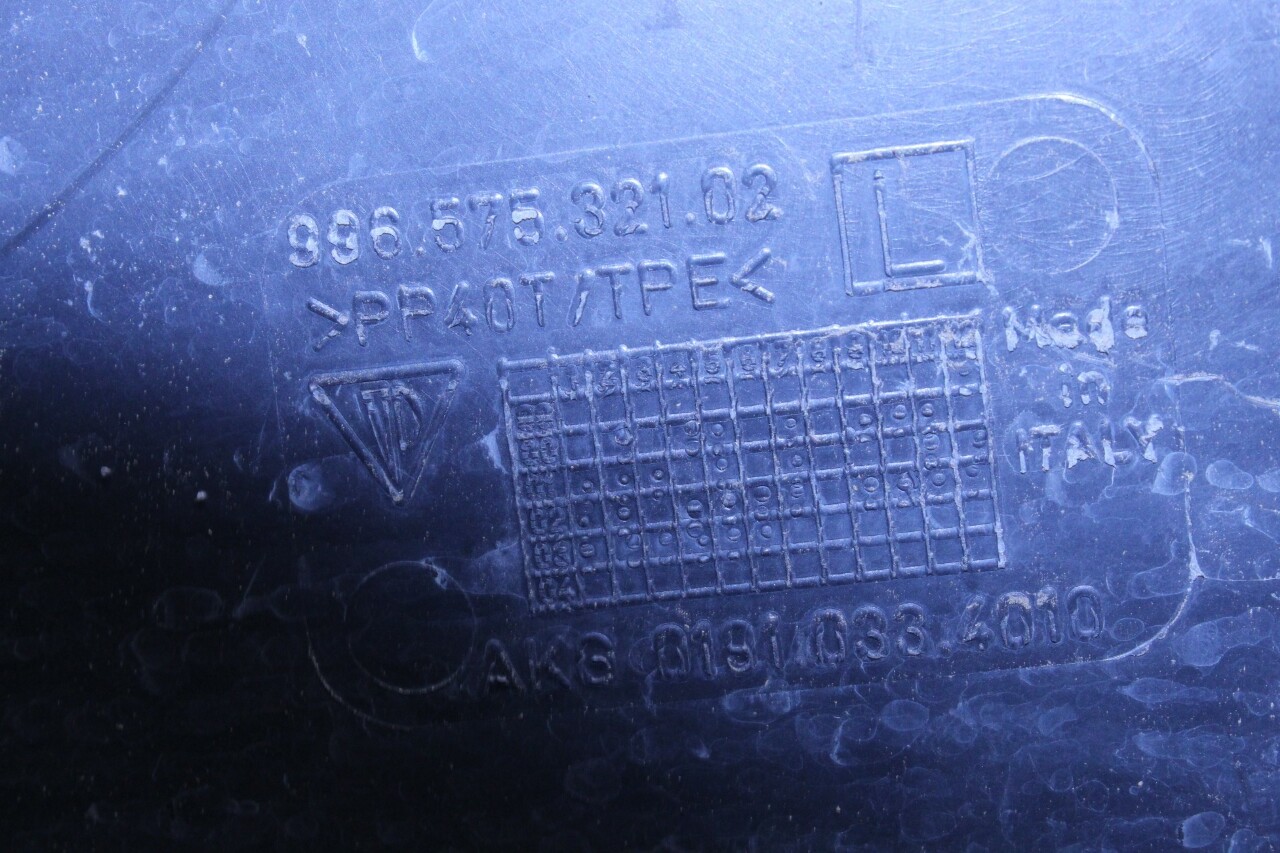 996.575.321.02
L
>PP40T/TPE<
Made
in
ITALY
AKS 0191/033.4010